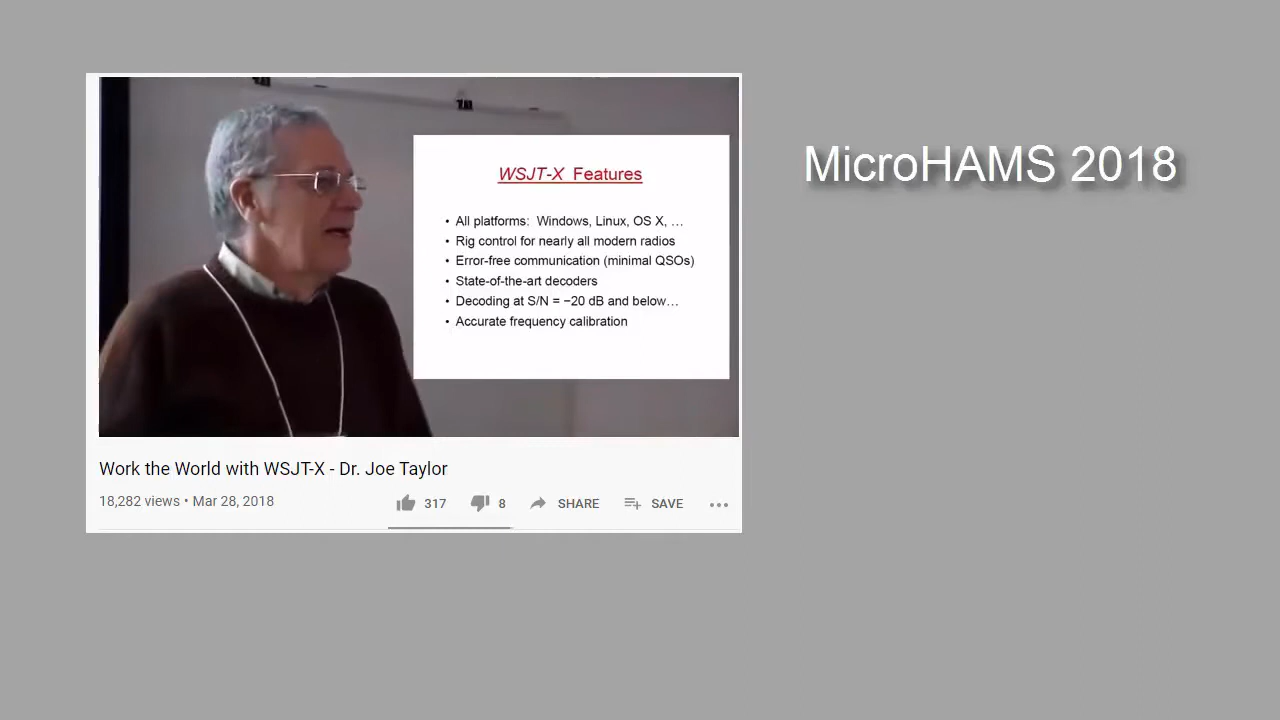 MicroHAMS 2018
WSJT-X Features
• All platforms: Windows, Linux, OS X, …
• Rig control for nearly all modern radios
• Error-free communication (minimal QSOs)
• State-of-the-art decoders
• Decoding at S/N = −20 dB and below…
• Accurate frequency calibration
Work the World with WSJT-X - Dr. Joe Taylor
18,282 views • Mar 28, 2018
317
8
SHARE
SAVE